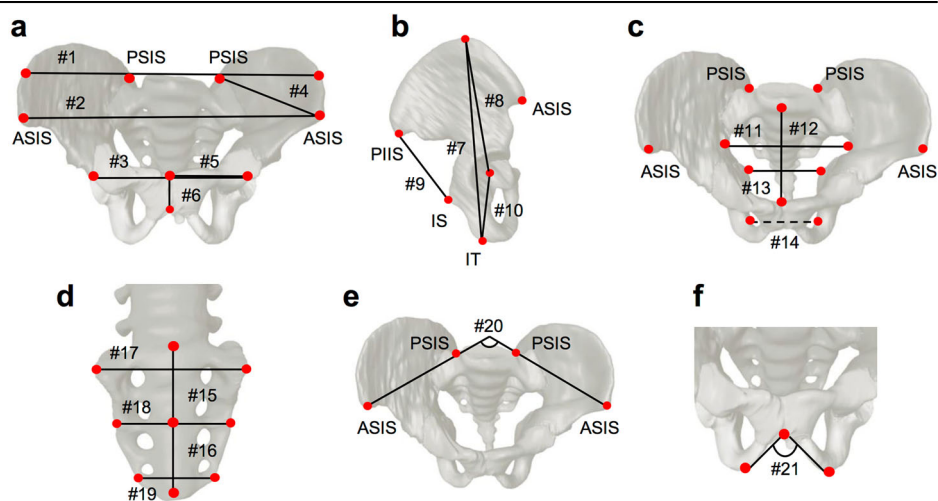 a
b
c
#1
PSIS
PSIS
#4
#2
ASIS
ASIS
#3
#5
#6
#8
ASIS
#7
PIIS
#9
IS
#10
IT
PSIS
PSIS
#11
#12
ASIS
ASIS
#13
#14
d
e
f
#17
#15
#18
#16
#19
#20
PSIS
PSIS
ASIS
ASIS
#21